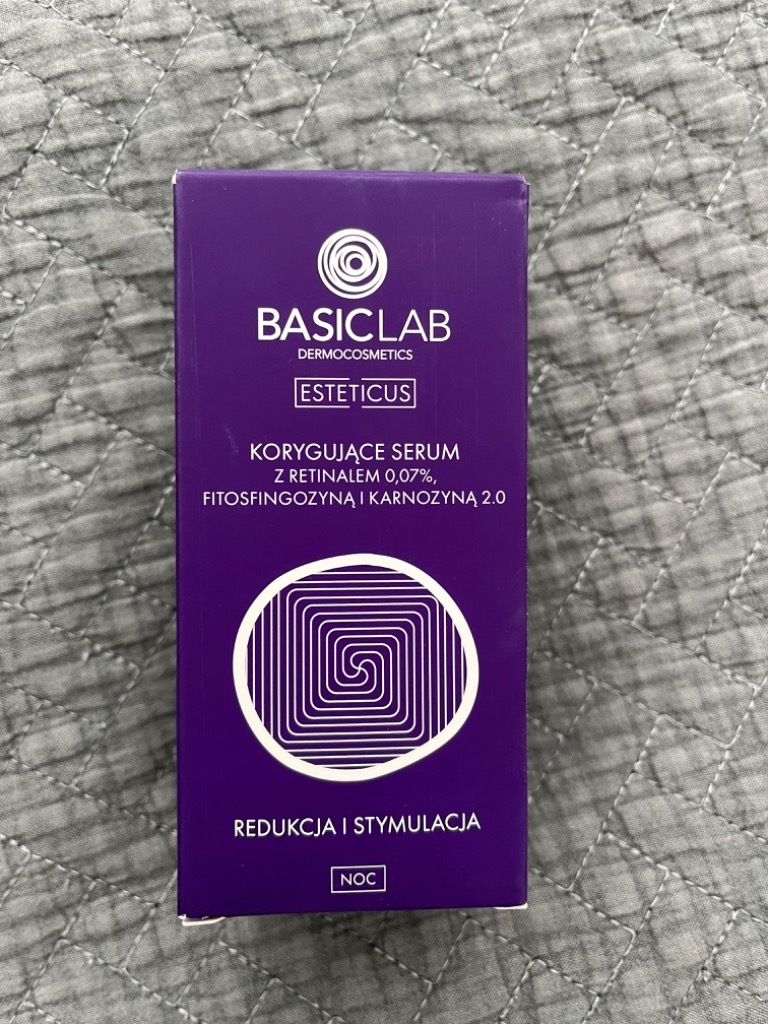 BASICLAB
DERMOCOSMETICS
ESTETICUS
KORYGUJĄCE SERUM
Z RETINALEM 0,07%,
FITOSFINGOZYNĄ I KARNOZYNĄ 2.0
REDUKCJA I STYMULACJA
NOC